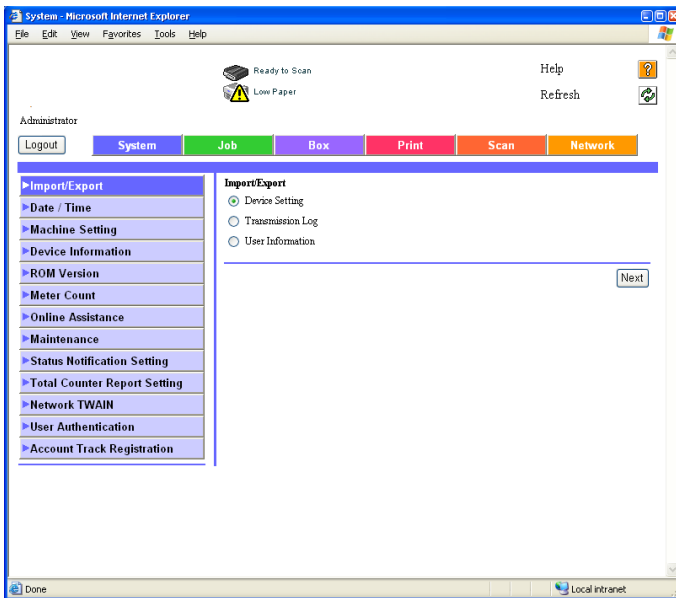 System - Microsoft Internet Explorer
File Edit View Favorites Tools Help
Ready to Scan
Low Paper
Help ?
Refresh
Administrator
Logout System Job Box Print Scan Network
Import/Export
Date / Time
Machine Setting
Device Information
ROM Version
Meter Count
Online Assistance
Maintenance
Status Notification Setting
Total Counter Report Setting
Network TWAIN
User Authentication
Account Track Registration
Import/Export
Device Setting
Transmission Log
User Information
Next
Done Local intranet